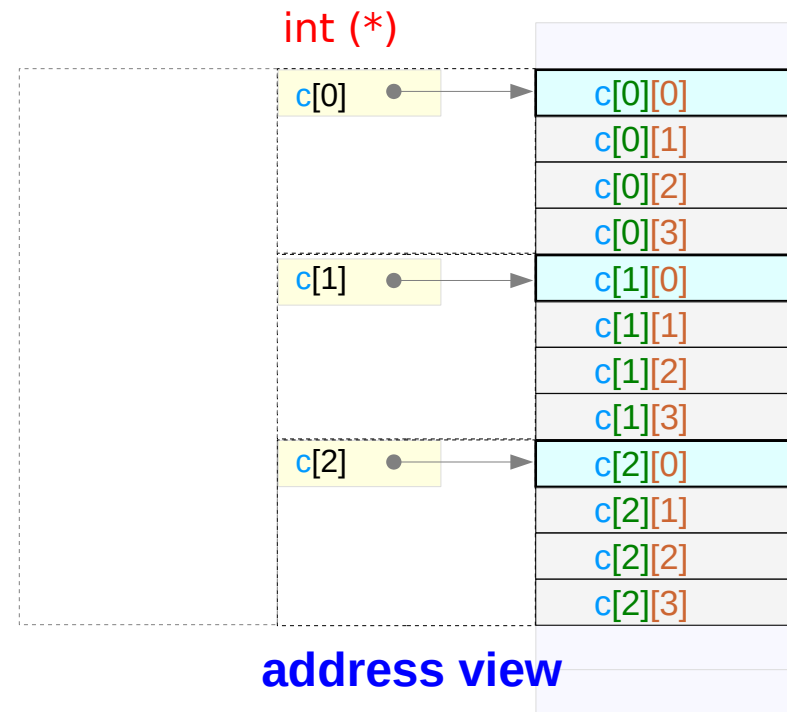 int (*)
c[0] c[0][0]
c[0][1]
c[0][2]
c[0][3]
c[1] c[1][0]
c[1][1]
c[1][2]
c[1][3]
c[2] c[2][0]
c[2][1]
c[2][2]
c[2][3]
address view